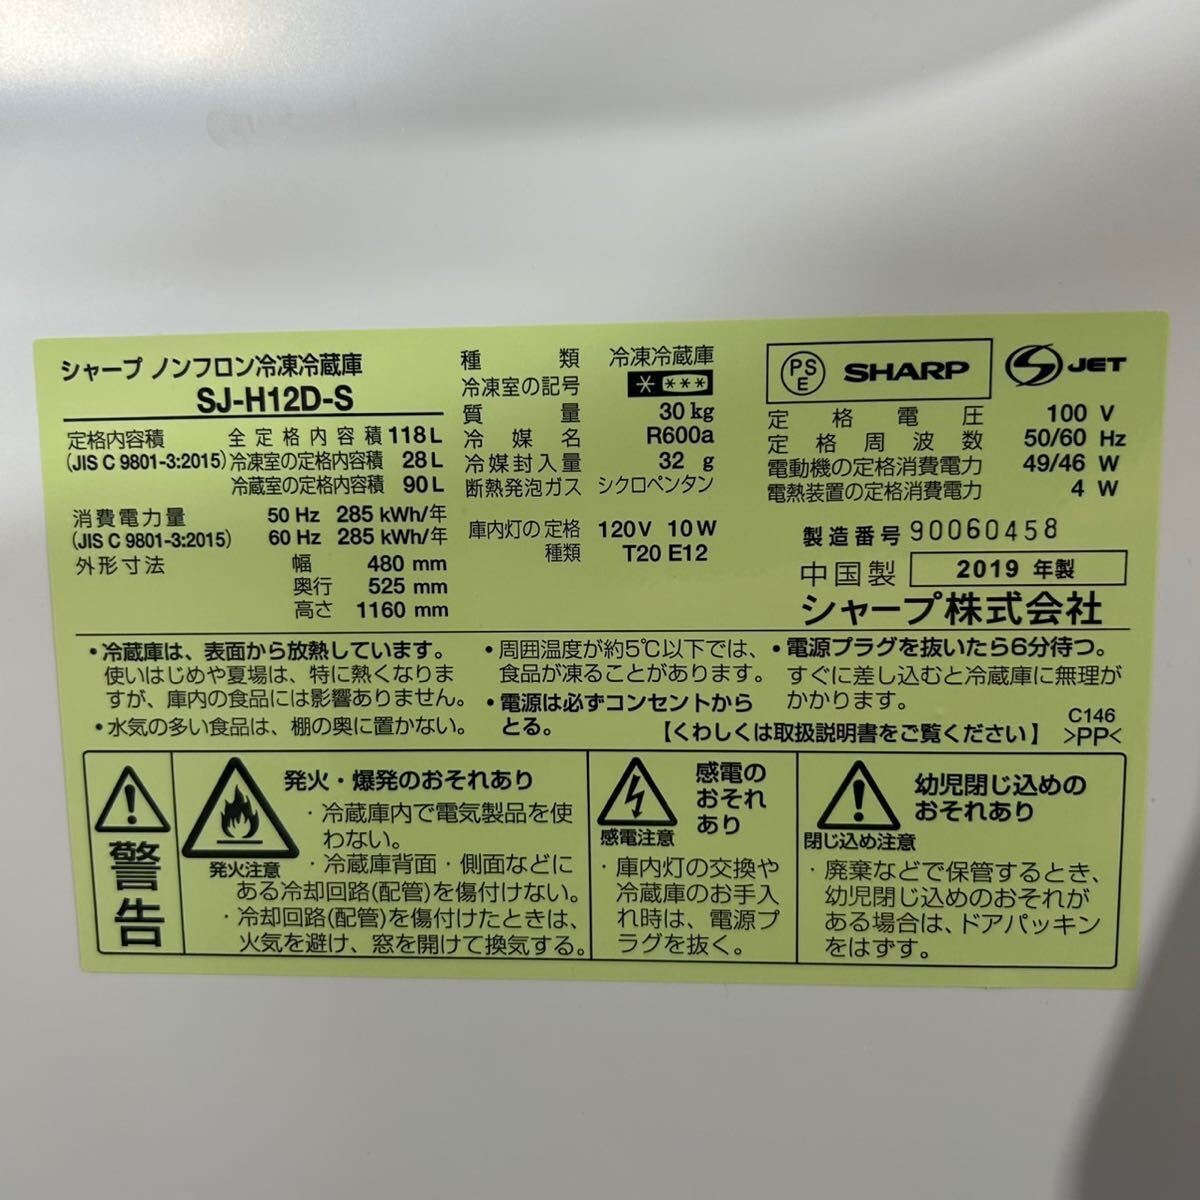 シャープ ノンフロン冷凍冷蔵庫
SJ-H12D-S
定格内容積 全定格内容積 118 L
(JIS C 9801-3:2015) 冷凍室の定格内容積 28 L
冷蔵室の定格内容積 90 L
消費電力量 50 Hz 285 kWh/年
(JIS C 9801-3:2015) 60 Hz 285 kWh/年
外形寸法 幅 480 mm
奥行 525 mm
高さ 1160 mm
種類 冷凍冷蔵庫
冷凍室の記号 * ***
質量 30 kg
冷媒名 R600a
冷媒封入量 32 g
断熱発泡ガス シクロペンタン
庫内灯の定格 120V 10W
種類 T20 E12
PSE SHARP JET
定格電圧 100 V
定格周波数 50/60 Hz
電動機の定格消費電力 49/46 W
電熱装置の定格消費電力 4 W
製造番号 90060458
中国製 2019 年製
シャープ株式会社
・冷蔵庫は、表面から放熱しています。
使いはじめや夏場は、特に熱くなりま
すが、庫内の食品には影響ありません。
・水気の多い食品は、棚の奥に置かない。
・周囲温度が約5℃以下では、
食品が凍ることがあります。
・電源は必ずコンセントから
とる。
・電源プラグを抜いたら6分待つ。
すぐに差し込むと冷蔵庫に無理が
かかります。
【くわしくは取扱説明書をご覧ください】
C146
>PP<
警告
発火・爆発のおそれあり
発火注意
・冷蔵庫内で電気製品を使
わない。
・冷蔵庫背面・側面などに
ある冷却回路(配管)を傷付けない。
・冷却回路(配管)を傷付けたときは、
火気を避け、窓を開けて換気する。
感電の
おそれ
あり
感電注意
・庫内灯の交換や
冷蔵庫のお手入
れ時は、電源プ
ラグを抜く。
幼児閉じ込めの
おそれあり
閉じ込め注意
・廃棄などで保管するとき、
幼児閉じ込めのおそれが
ある場合は、ドアパッキン
をはずす。